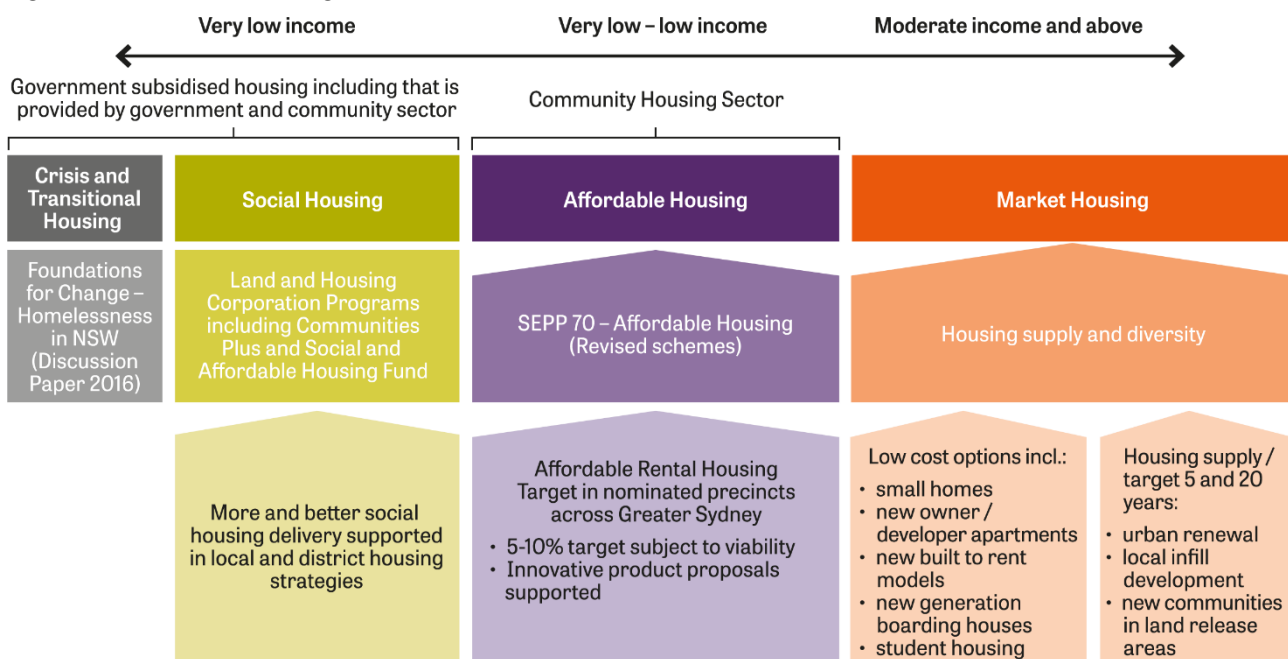 Very low income
Very low – low income
Moderate income and above
Government subsidised housing including that is
provided by government and community sector
Community Housing Sector
Crisis and
Transitional
Housing
Social Housing
Affordable Housing
Market Housing
Foundations
for Change –
Homelessness
in NSW
(Discussion
Paper 2016)
Land and Housing
Corporation Programs
including Communities
Plus and Social and
Affordable Housing Fund
SEPP 70 – Affordable Housing
(Revised schemes)
Housing supply and diversity
More and better social
housing delivery supported
in local and district housing
strategies
Affordable Rental Housing
Target in nominated precincts
across Greater Sydney
• 5-10% target subject to viability
• Innovative product proposals
supported
Low cost options incl.:
• small homes
• new owner /
developer apartments
• new built to rent
models
• new generation
boarding houses
• student housing
Housing supply /
target 5 and 20
years:
• urban renewal
• local infill
development
• new communities
in land release
areas